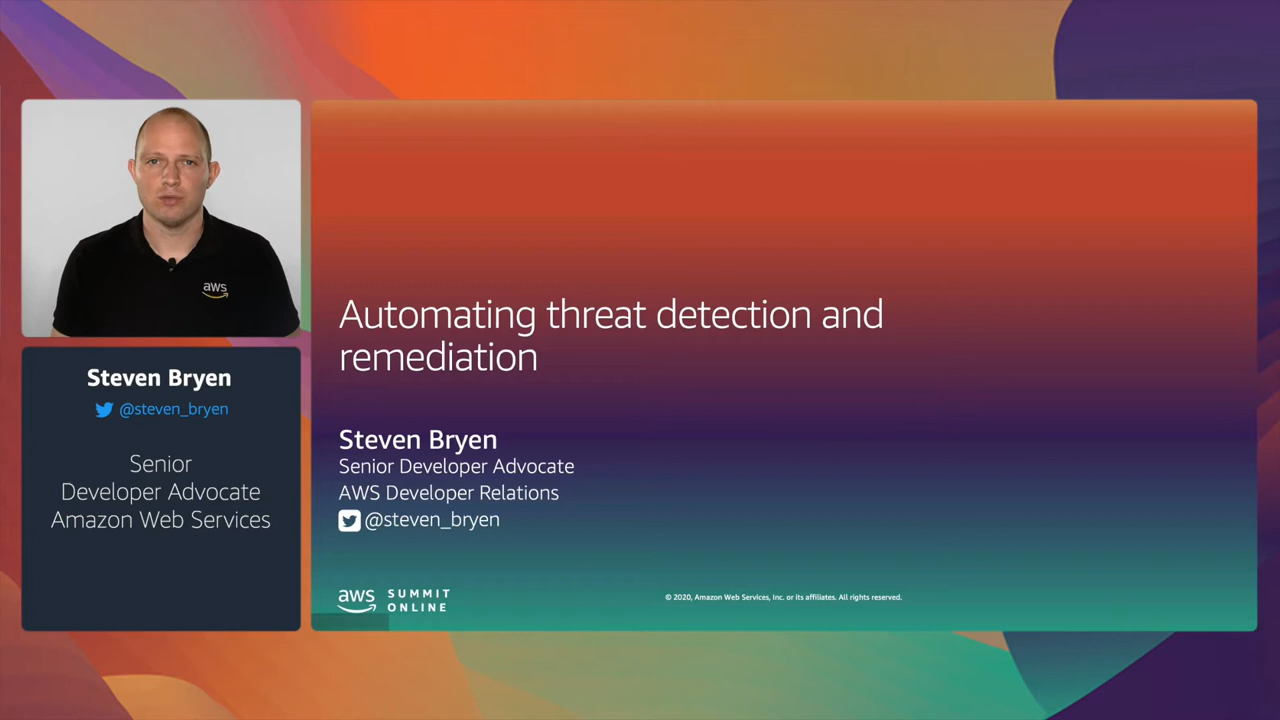 aws
Steven Bryen
@steven_bryen
Senior
Developer Advocate
Amazon Web Services
Automating threat detection and
remediation
Steven Bryen
Senior Developer Advocate
AWS Developer Relations
@steven_bryen
aws SUMMIT
ONLINE
© 2020, Amazon Web Services, Inc. or its affiliates. All rights reserved.